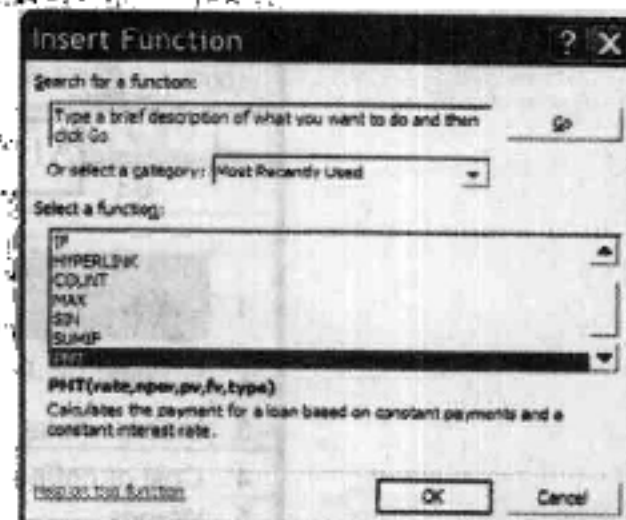 Insert Function ? X
Search for a function:
Type a brief description of what you want to do and then
click Go
Go
Or select a category: Most Recently Used
Select a function:
IF
HYPERLINK
COUNT
MAX
SIN
SUMIF
PMT
PMT(rate,nper,pv,fv,type)
Calculates the payment for a loan based on constant payments and a
constant interest rate.
Help on this function
OK
Cancel